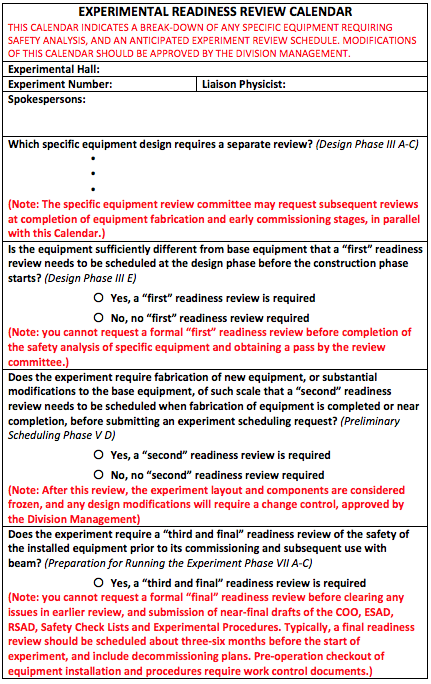 EXPERIMENTAL READINESS REVIEW CALENDAR
THIS CALENDAR INDICATES A BREAK-DOWN OF ANY SPECIFIC EQUIPMENT REQUIRING
SAFETY ANALYSIS, AND AN ANTICIPATED EXPERIMENT REVIEW SCHEDULE. MODIFICATIONS
OF THIS CALENDAR SHOULD BE APPROVED BY THE DIVISION MANAGEMENT.
Experimental Hall:
Experiment Number: Liaison Physicist:
Spokespersons:
Which specific equipment design requires a separate review? (Design Phase III A-C)
•
•
•
(Note: The specific equipment review committee may request subsequent reviews
at completion of equipment fabrication and early commissioning stages, in parallel
with this Calendar.)
Is the equipment sufficiently different from base equipment that a “first” readiness
review needs to be scheduled at the design phase before the construction phase
starts? (Design Phase III E)
O Yes, a “first” readiness review is required
O No, no “first” readiness review required
(Note: you cannot request a formal “first” readiness review before completion of
the safety analysis of specific equipment and obtaining a pass by the review
committee.)
Does the experiment require fabrication of new equipment, or substantial
modifications to the base equipment, of such scale that a “second” readiness
review needs to be scheduled when fabrication of equipment is completed or near
completion, before submitting an experiment scheduling request? (Preliminary
Scheduling Phase V D)
O Yes, a “second” readiness review is required
O No, no “second” readiness review required
(Note: After this review, the experiment layout and components are considered
frozen, and any design modifications will require a change control, approved by
the Division Management)
Does the experiment require a “third and final” readiness review of the safety of
the installed equipment prior to its commissioning and subsequent use with
beam? (Preparation for Running the Experiment Phase VII A-C)
O Yes, a “third and final” readiness review is required
(Note: you cannot request a formal “final” readiness review before clearing any
issues in earlier review, and submission of near-final drafts of the COO, ESAD,
RSAD, Safety Check Lists and Experimental Procedures. Typically, a final readiness
review should be scheduled about three-six months before the start of
experiment, and include decommissioning plans. Pre-operation checkout of
equipment installation and procedures require work control documents.)